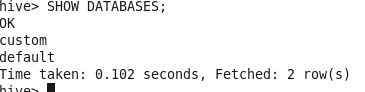 hive> SHOW DATABASES;
OK
custom
default
Time taken: 0.102 seconds, Fetched: 2 row(s)
hive>